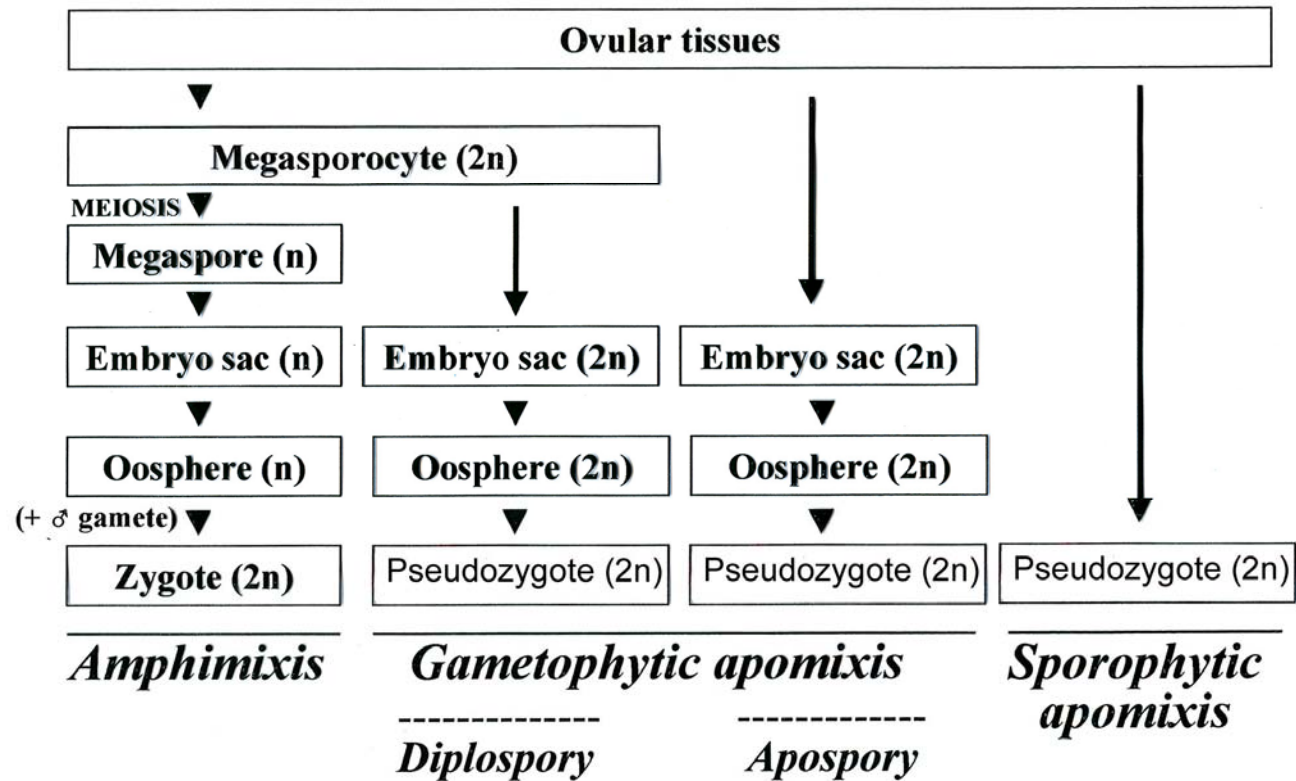 Ovular tissues
Megasporocyte (2n)
MEIOSIS
Megaspore (n)
Embryo sac (n) Embryo sac (2n) Embryo sac (2n)
Oosphere (n) Oosphere (2n) Oosphere (2n)
(+ ♂ gamete)
Zygote (2n) Pseudozygote (2n) Pseudozygote (2n) Pseudozygote (2n)
Amphimixis Gametophytic apomixis Sporophytic
apomixis
Diplospory Apospory